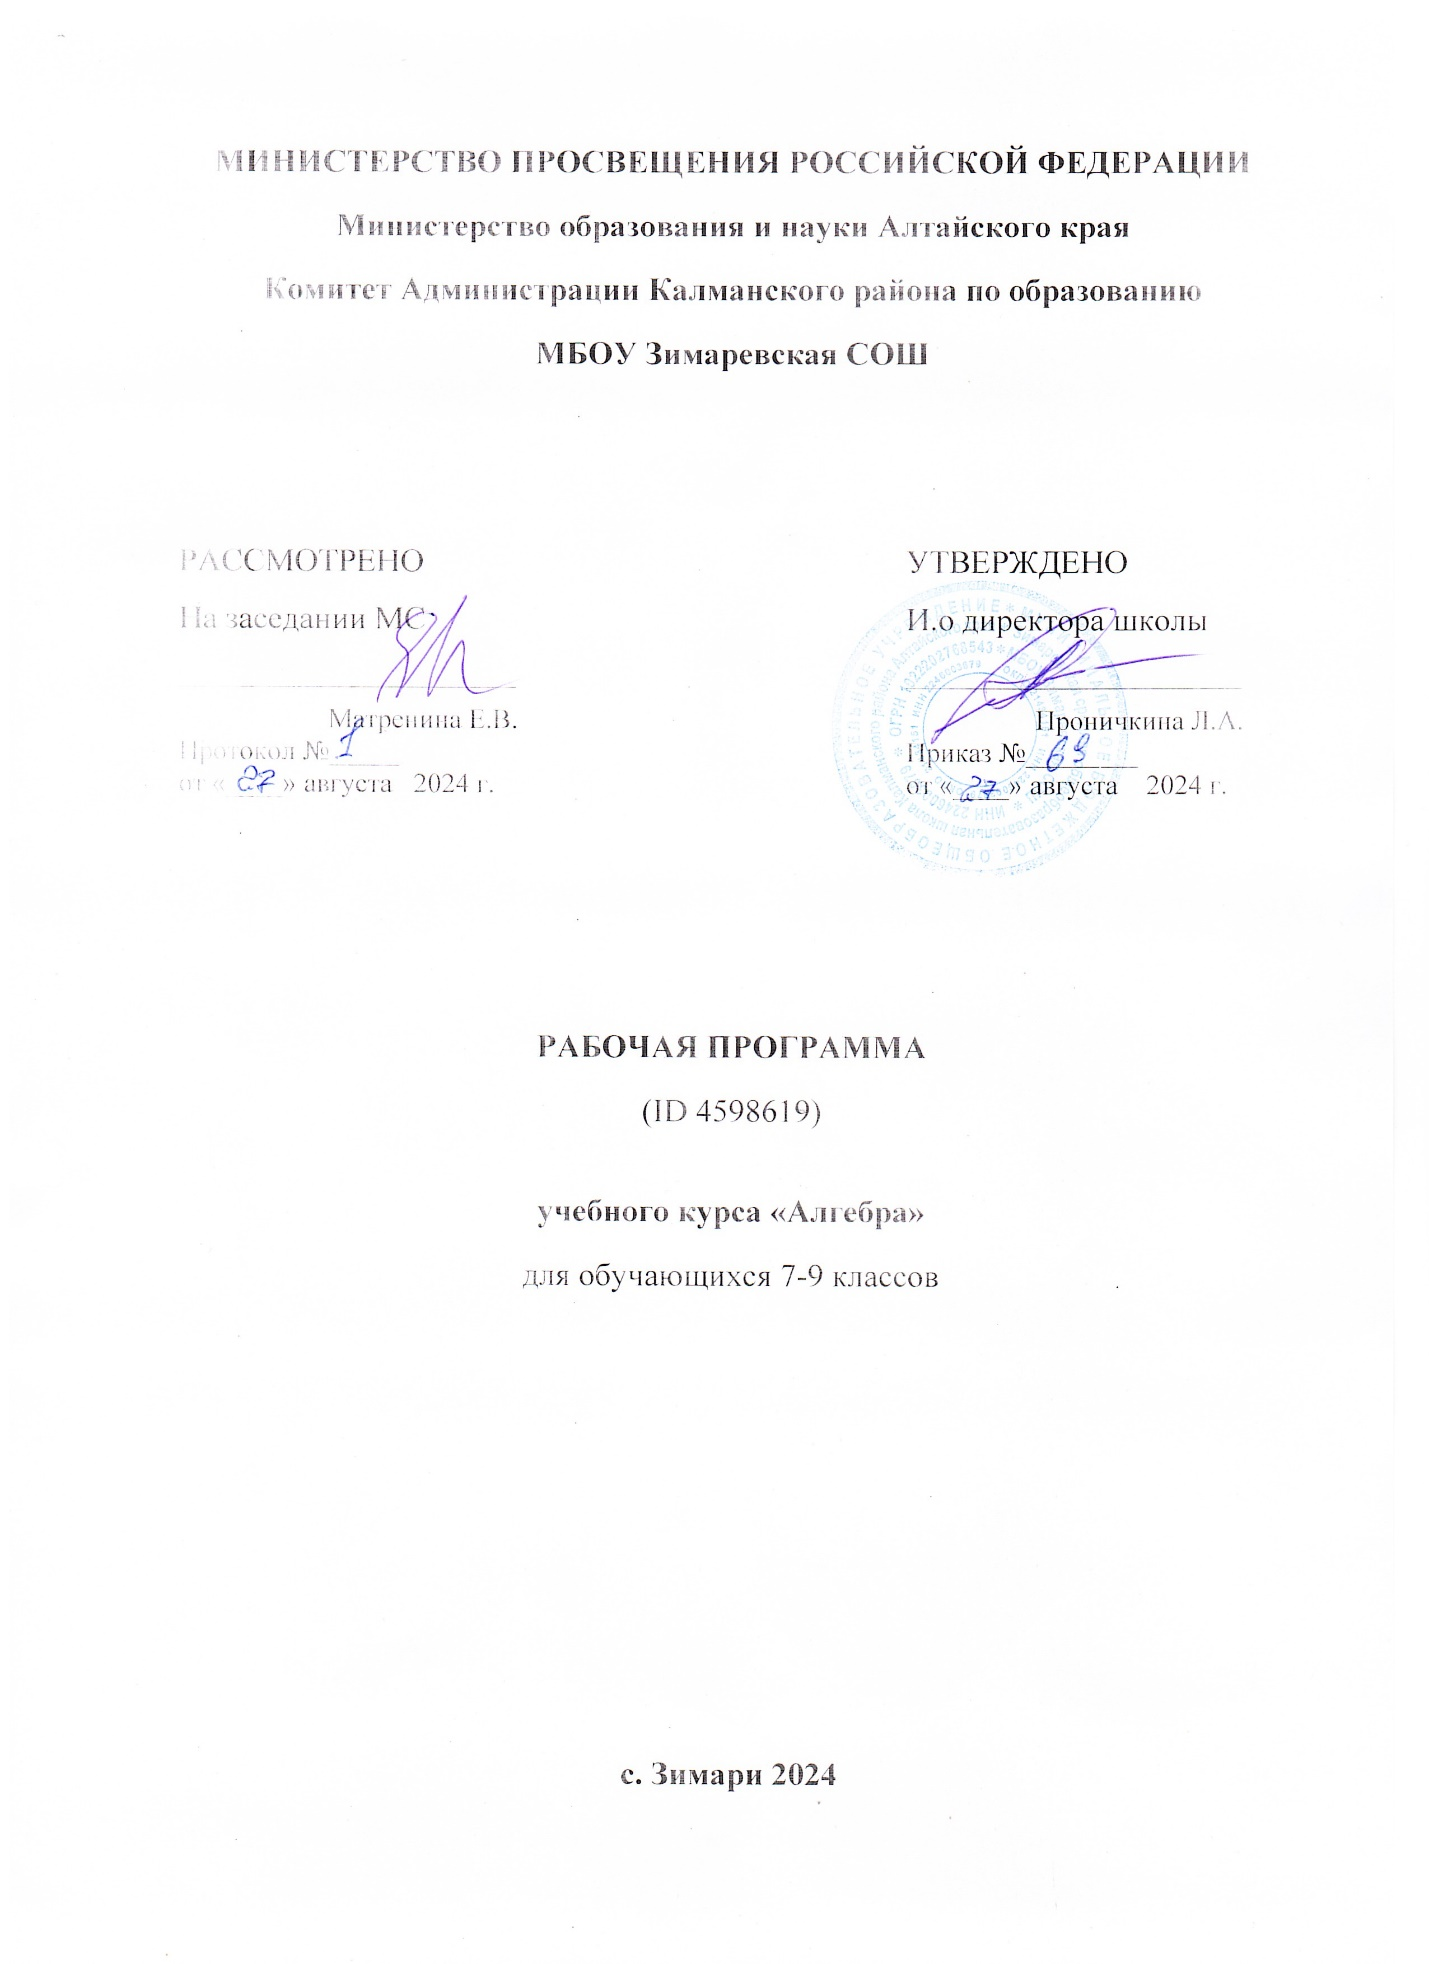 МИНИСТЕРСТВО ПРОСВЕЩЕНИЯ РОССИЙСКОЙ ФЕДЕРАЦИИ
Министерство образования и науки Алтайского края
Комитет Администрации Калманского района по образованию
МБОУ Зимаревская СОШ
РАССМОТРЕНО
На заседании МС
Матренина Е.В.
Протокол № 1
от « 27 » августа 2024 г.
УТВЕРЖДЕНО
И.о директора школы
Проничкина Л.А.
Приказ № 69
от « 27 » августа 2024 г.
РАБОЧАЯ ПРОГРАММА
(ID 4598619)
учебного курса «Алгебра»
для обучающихся 7-9 классов
с. Зимари 2024